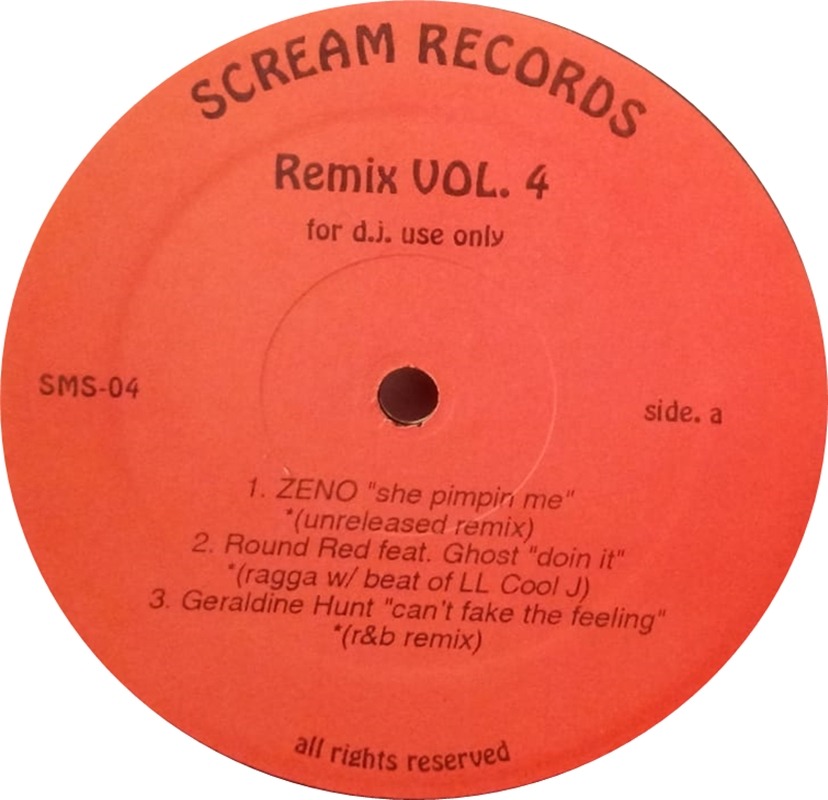 SCREAM RECORDS
Remix VOL. 4
for d.j. use only
SMS-04
side. a
1. ZENO "she pimpin me"
*(unreleased remix)
2. Round Red feat. Ghost "doin it"
*(ragga w/ beat of LL Cool J)
3. Geraldine Hunt "can't fake the feeling"
*(r&b remix)
all rights reserved